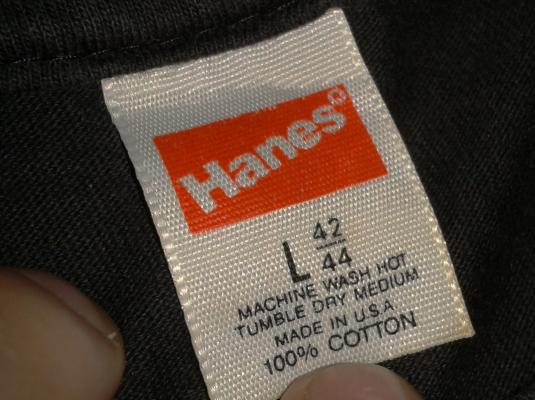 Hanes®
L 42/44
MACHINE WASH HOT
TUMBLE DRY MEDIUM
MADE IN U.S.A
100% COTTON